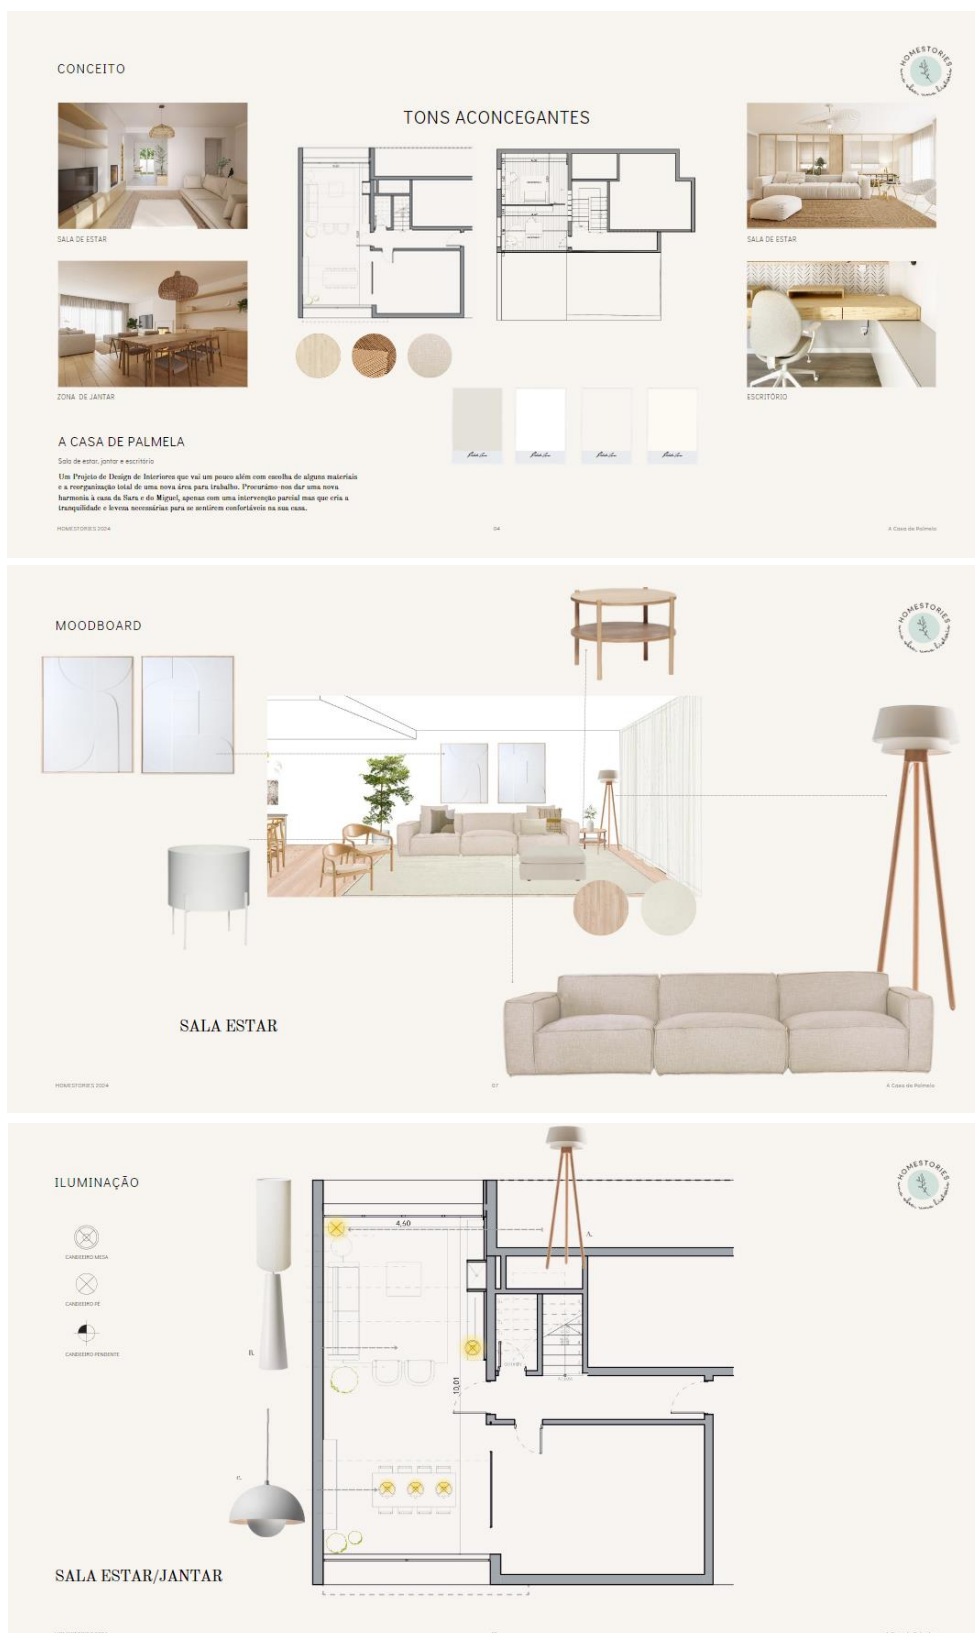 CONCEITO
HOMESTORIES
TONS ACONCEGANTES
SALA DE ESTAR
SALA DE ESTAR
ZONA DE JANTAR
ESCRITÓRIO
A CASA DE PALMELA
Sala de estar, jantar e escritório
Um Projeto de Design de Interiores que vai um pouco além com escolha de alguns materiais
e a reorganização total de uma nova área para trabalho. Procurámo-nos dar uma nova
harmonia à casa da Sara e do Miguel, apenas com uma intervenção parcial mas que cria a
tranquilidade e leveza necessárias para se sentirem confortáveis na sua casa.
HOMESTORIES 2024
04
A Casa de Palmela
MOODBOARD
HOMESTORIES
SALA ESTAR
HOMESTORIES 2024
07
A Casa de Palmela
ILUMINAÇÃO
HOMESTORIES
4,60
A.
CANDEEIRO MESA
CANDEEIRO PÉ
CANDEEIRO PENDENTE
B.
10,01
C.
SALA ESTAR/JANTAR